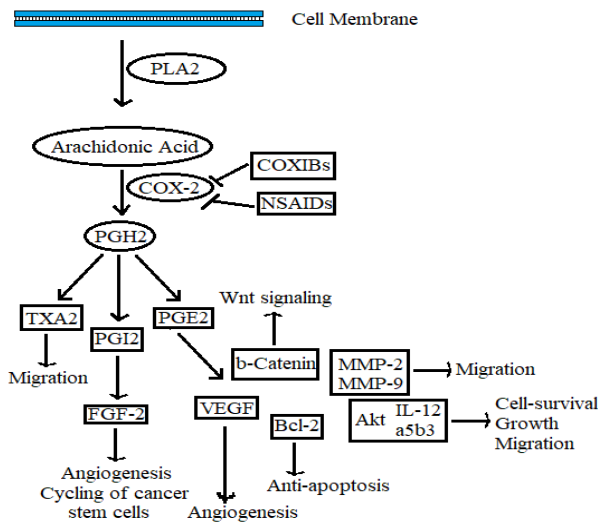 Cell Membrane
PLA2
Arachidonic Acid
COX-2
COXIBs
NSAIDs
PGH2
TXA2
PGI2
PGE2
Wnt signaling
b-Catenin
MMP-2
MMP-9
Migration
Migration
FGF-2
VEGF
Bcl-2
Akt
IL-12
a5b3
Cell-survival
Growth
Migration
Angiogenesis
Cycling of cancer
stem cells
Angiogenesis
Anti-apoptosis